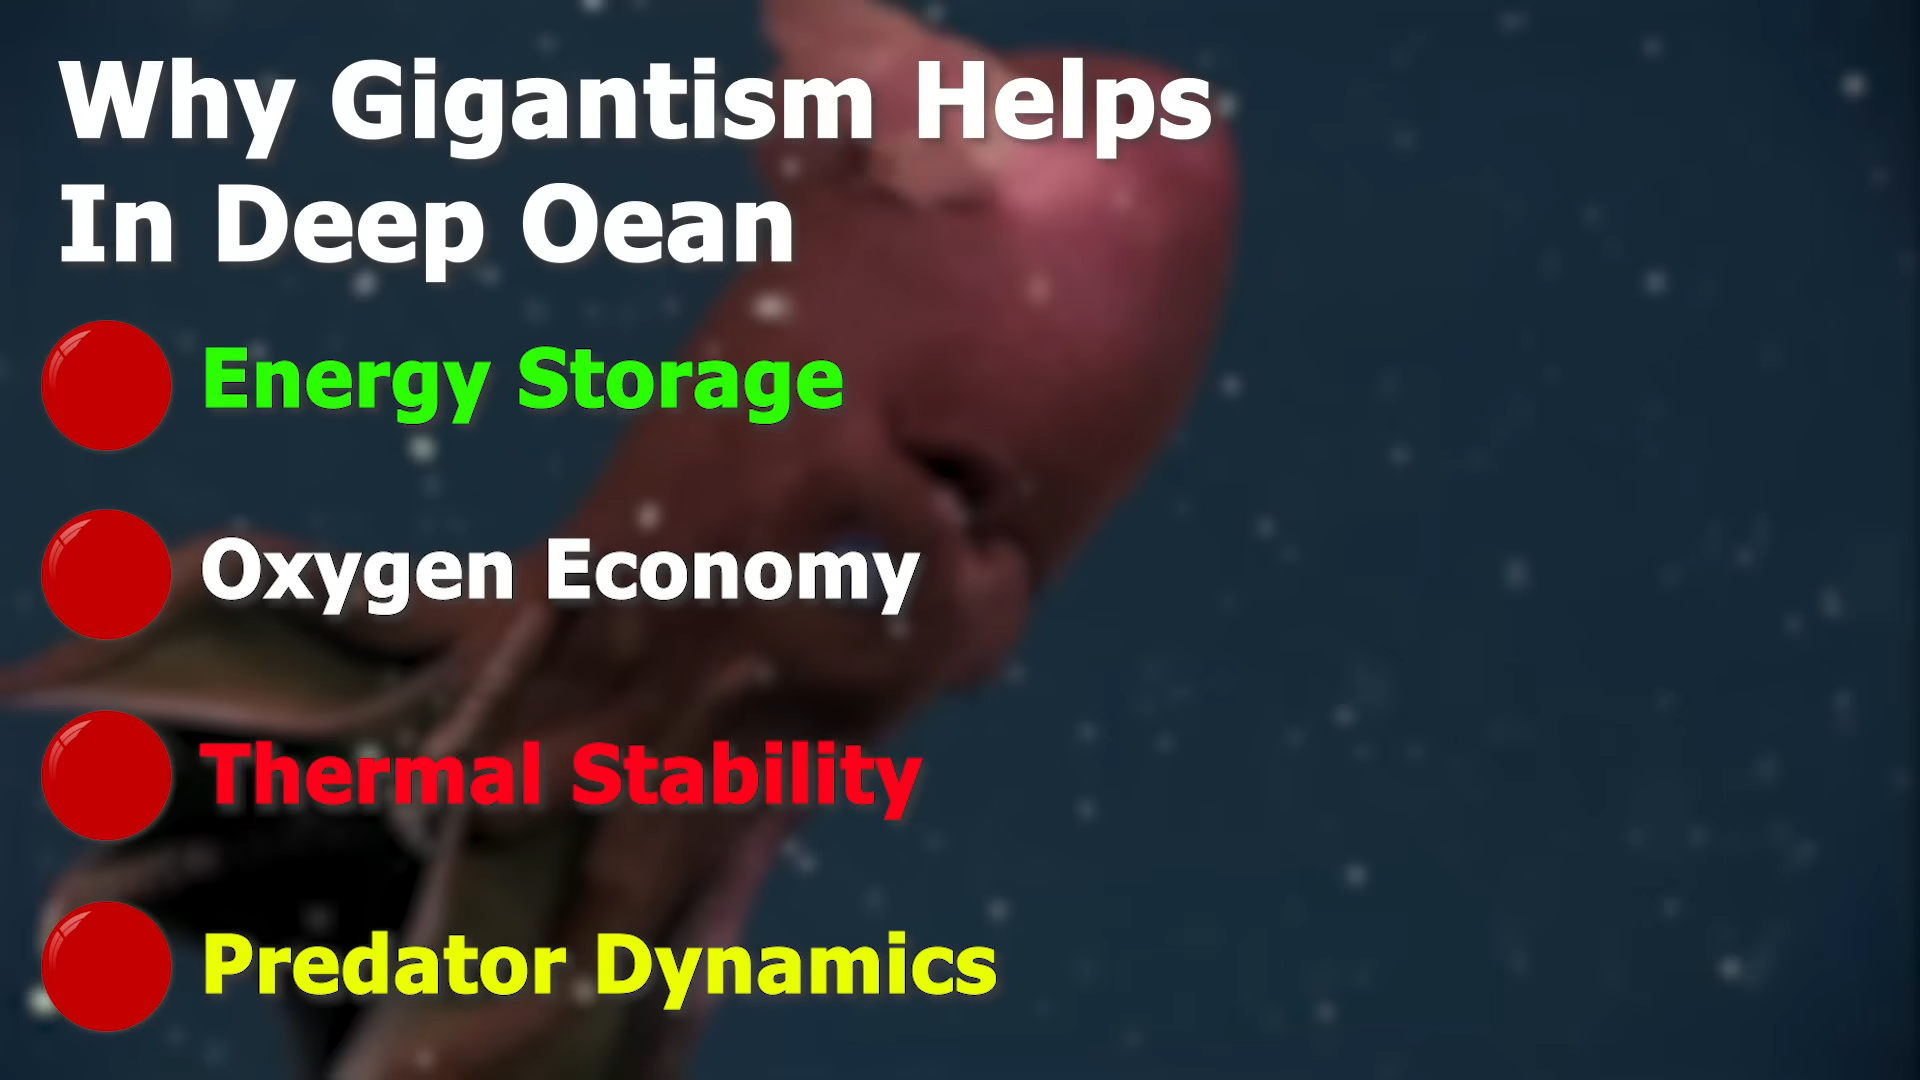 Why Gigantism Helps
In Deep Oean
Energy Storage
Oxygen Economy
Thermal Stability
Predator Dynamics